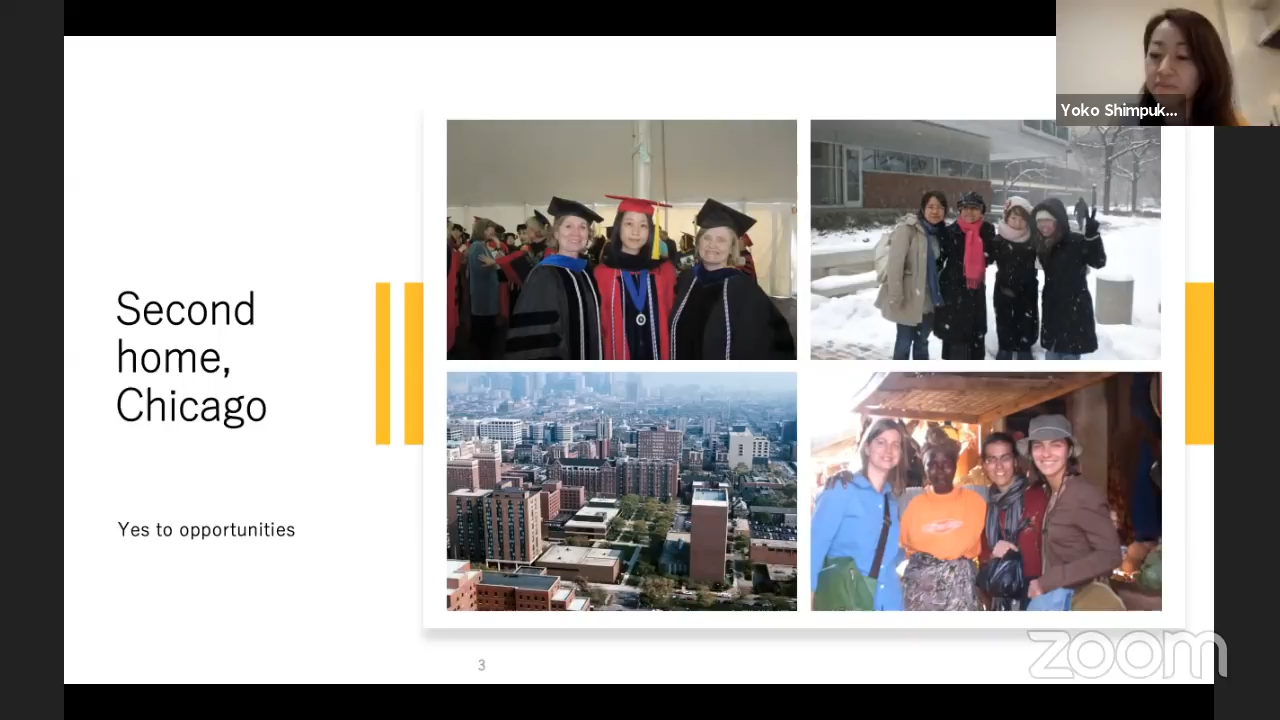 Yoko Shimpuk...
Second
home,
Chicago
Yes to opportunities
3
zoom